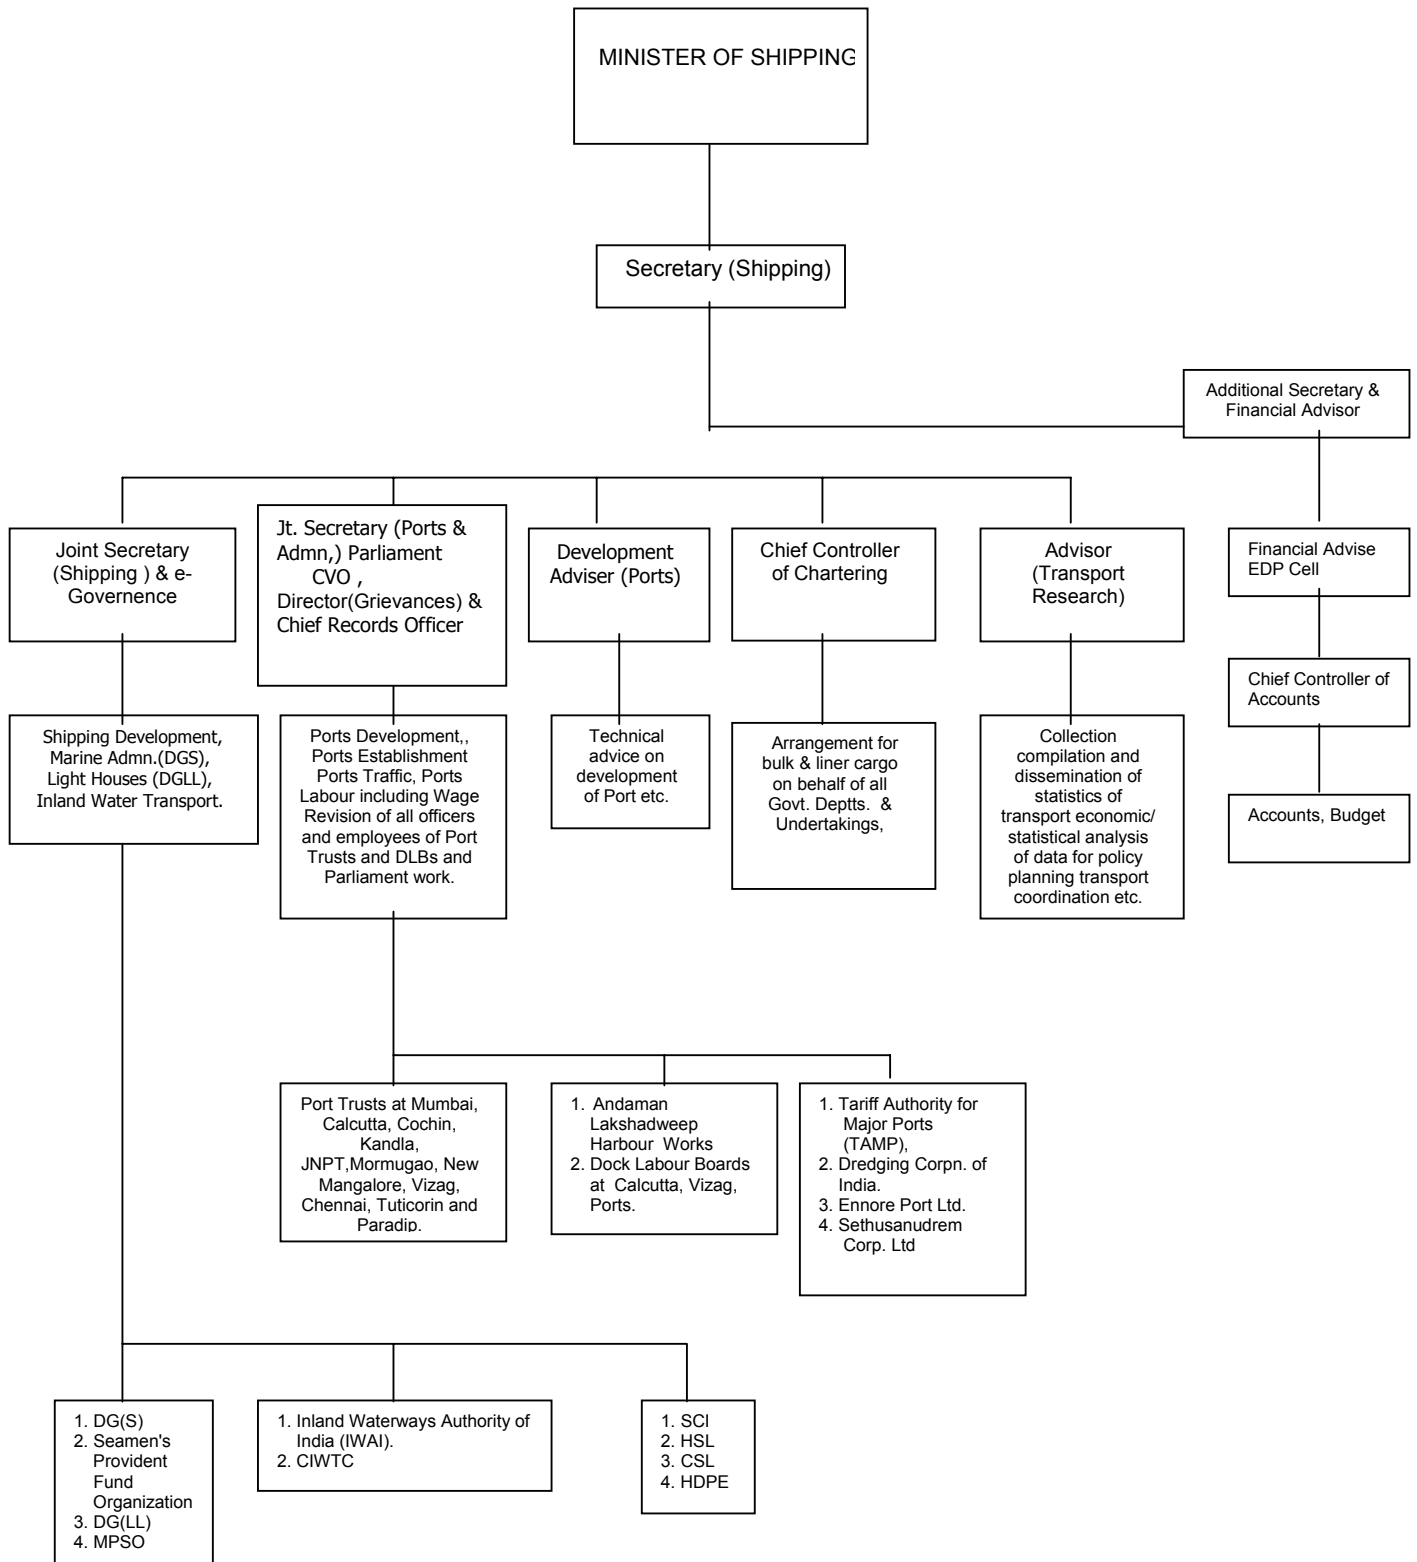 MINISTER OF SHIPPING
Secretary (Shipping)
Additional Secretary &
Financial Advisor
Joint Secretary
(Shipping ) & e-
Governence
Jt. Secretary (Ports &
Admn,) Parliament
CVO ,
Director(Grievances) &
Chief Records Officer
Development
Adviser (Ports)
Chief Controller
of Chartering
Advisor
(Transport
Research)
Financial Advise
EDP Cell
Chief Controller of
Accounts
Accounts, Budget
Shipping Development,
Marine Admn.(DGS),
Light Houses (DGLL),
Inland Water Transport.
Ports Development,,
Ports Establishment
Ports Traffic, Ports
Labour including Wage
Revision of all officers
and employees of Port
Trusts and DLBs and
Parliament work.
Technical
advice on
development
of Port etc.
Arrangement for
bulk & liner cargo
on behalf of all
Govt. Deptts. &
Undertakings,
Collection
compilation and
dissemination of
statistics of
transport economic/
statistical analysis
of data for policy
planning transport
coordination etc.
Port Trusts at Mumbai,
Calcutta, Cochin,
Kandla,
JNPT,Mormugao, New
Mangalore, Vizag,
Chennai, Tuticorin and
Paradip.
1. Andaman
Lakshadweep
Harbour Works
2. Dock Labour Boards
at Calcutta, Vizag,
Ports.
1. Tariff Authority for
Major Ports
(TAMP),
2. Dredging Corpn. of
India.
3. Ennore Port Ltd.
4. Sethusanudrem
Corp. Ltd
1. DG(S)
2. Seamen's
Provident
Fund
Organization
3. DG(LL)
4. MPSO
1. Inland Waterways Authority of
India (IWAI).
2. CIWTC
1. SCI
2. HSL
3. CSL
4. HDPE